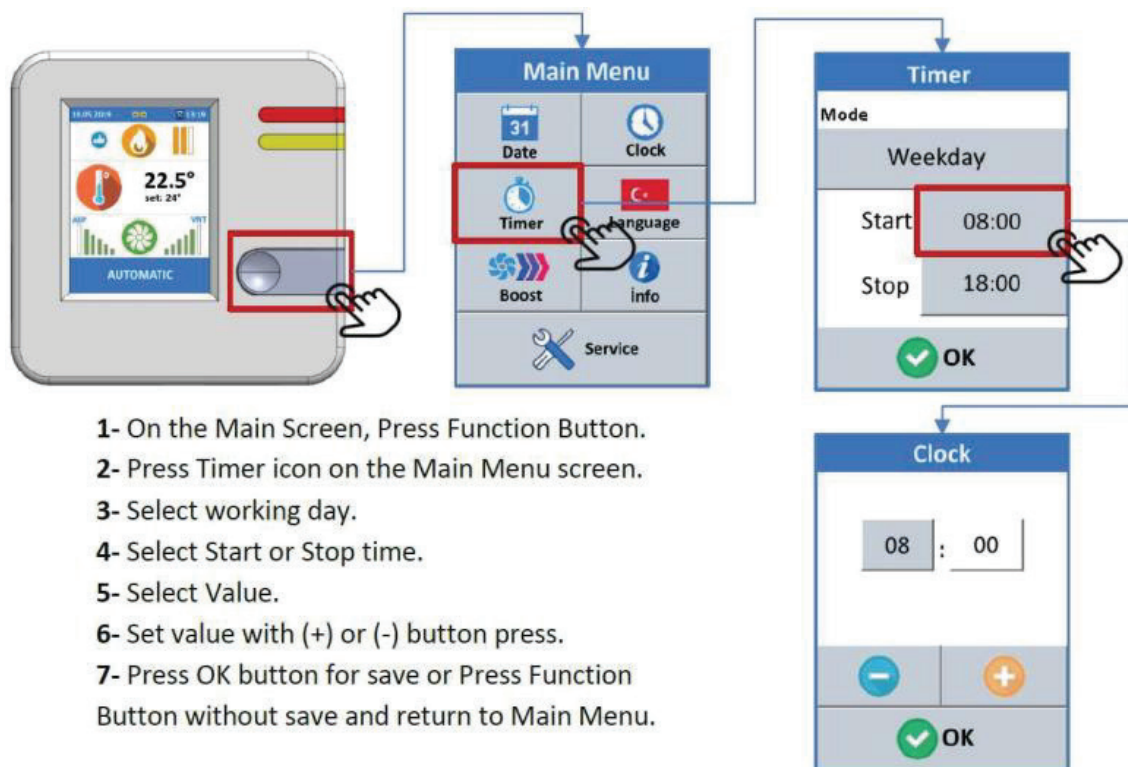 13:19
22.5°
set: 24°
AUTOMATIC
Main Menu
31
Date
Clock
Timer
Language
Boost
info
Service
Timer
Mode
Weekday
Start
08:00
Stop
18:00
OK
1- On the Main Screen, Press Function Button.
2- Press Timer icon on the Main Menu screen.
3- Select working day.
4- Select Start or Stop time.
5- Select Value.
6- Set value with (+) or (-) button press.
7- Press OK button for save or Press Function
Button without save and return to Main Menu.
Clock
08 : 00
OK